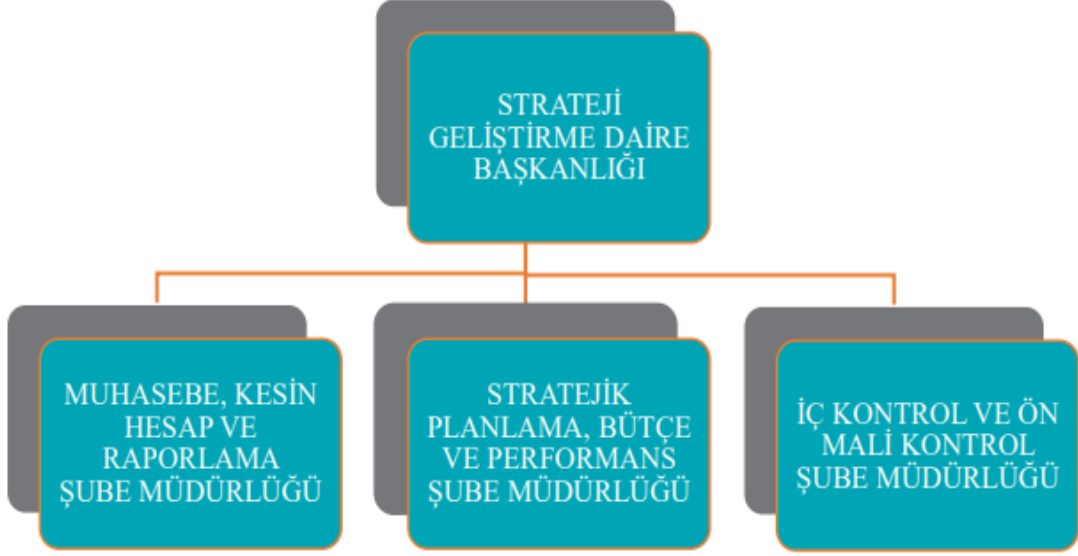 STRATEJİ
GELİŞTİRME DAİRE
BAŞKANLIĞI
MUHASEBE, KESİN
HESAP VE
RAPORLAMA
ŞUBE MÜDÜRLÜĞÜ
STRATEJİK
PLANLAMA, BÜTÇE
VE PERFORMANS
ŞUBE MÜDÜRLÜĞÜ
İÇ KONTROL VE ÖN
MALİ KONTROL
ŞUBE MÜDÜRLÜĞÜ